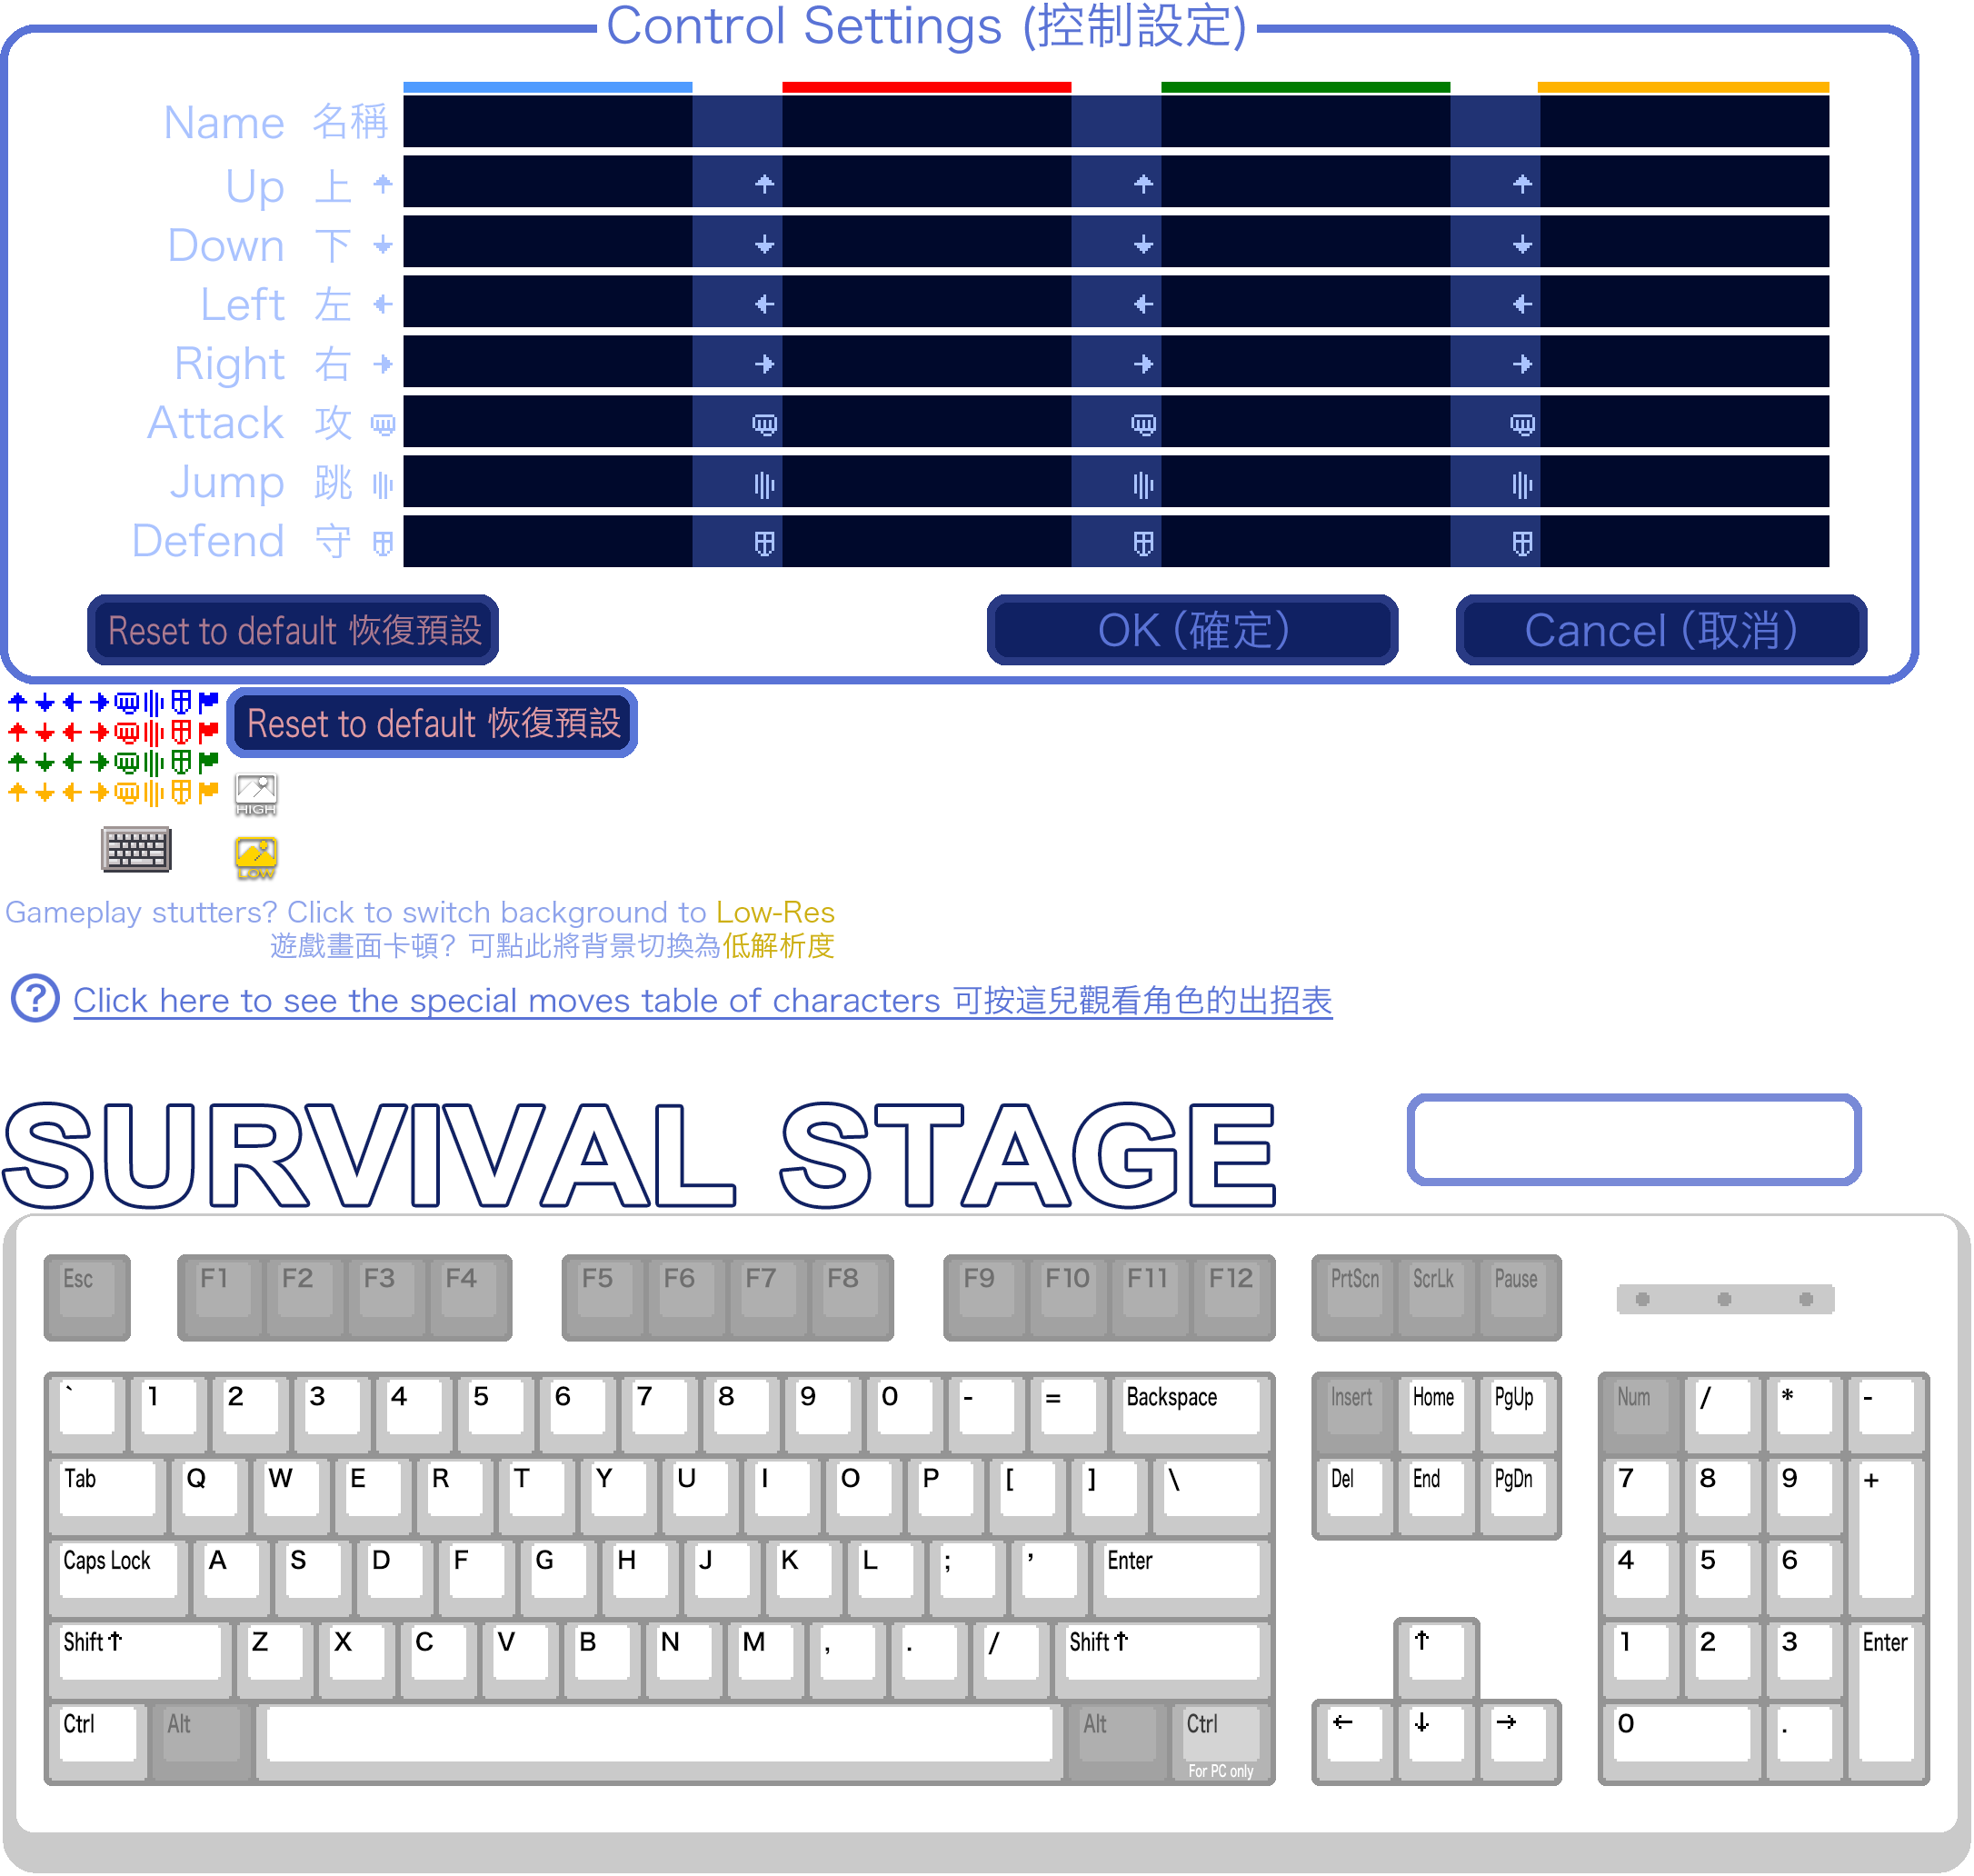 Control Settings (控制設定)
Name 名稱
Up 上
Down 下
Left 左
Right 右
Attack 攻
Jump 跳
Defend 守
Reset to default 恢復預設 OK (確定) Cancel (取消)
Reset to default 恢復預設
HIGH
LOW
Gameplay stutters? Click to switch background to Low-Res
遊戲畫面卡頓? 可點此將背景切換為低解析度
? Click here to see the special moves table of characters 可按這兒觀看角色的出招表
SURVIVAL STAGE
Esc F1 F2 F3 F4 F5 F6 F7 F8 F9 F10 F11 F12 PrtScn ScrLk Pause
` 1 2 3 4 5 6 7 8 9 0 - = Backspace Insert Home PgUp Num / * -
Tab Q W E R T Y U I O P [ ] \ Del End PgDn 7 8 9 +
Caps Lock A S D F G H J K L ; ’ Enter 4 5 6
Shift ↑ Z X C V B N M , . / Shift ↑ ↑ 1 2 3 Enter
Ctrl Alt Alt Ctrl ← ↓ → 0 .
For PC only